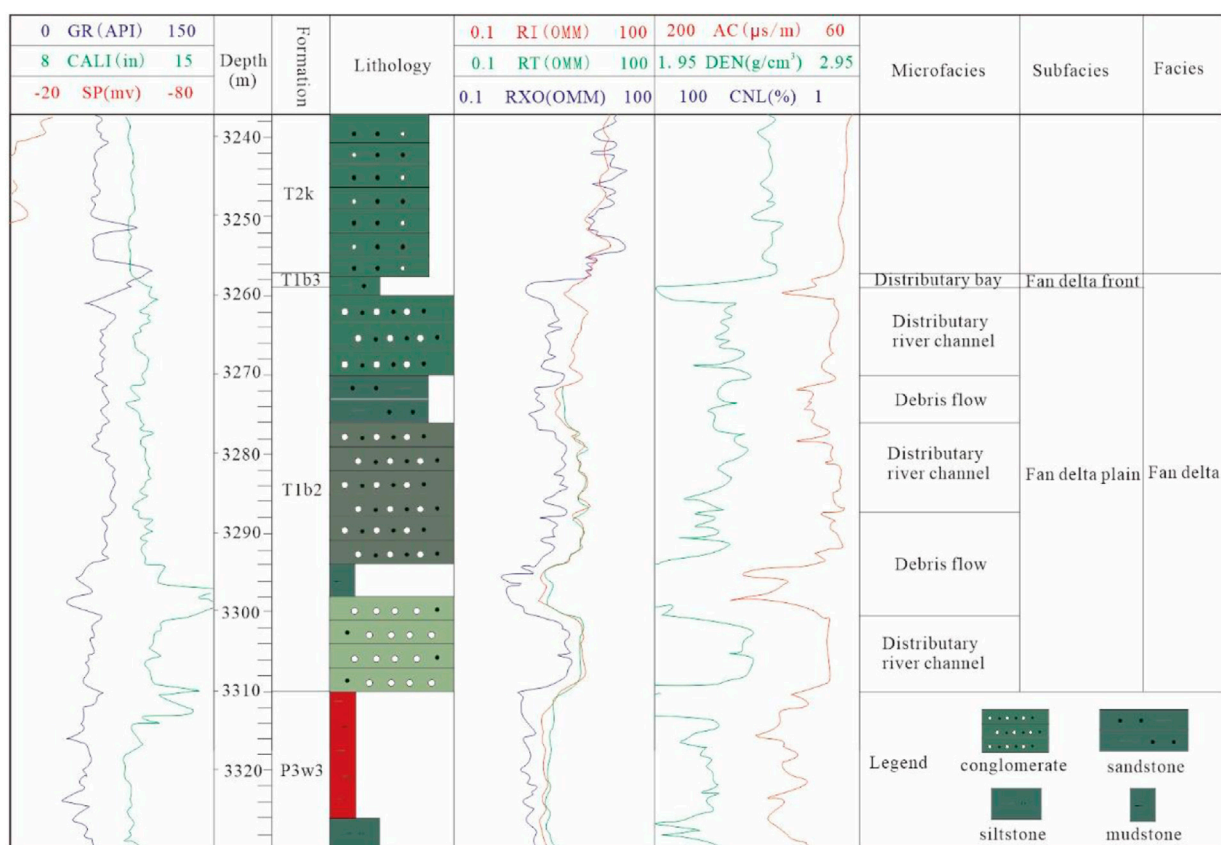 0 GR(API) 150
8 CALI(in) 15
-20 SP(mv) -80
Depth
(m)
Formation
Lithology
0.1 RI(OMM) 100
0.1 RT(OMM) 100
0.1 RXO(OMM) 100
200 AC(μs/m) 60
1.95 DEN(g/cm³) 2.95
100 CNL(%) 1
Microfacies
Subfacies
Facies
3240
3250
3260
3270
3280
3290
3300
3310
3320
T2k
T1b3
T1b2
P3w3
Distributary bay
Distributary
river channel
Debris flow
Distributary
river channel
Debris flow
Distributary
river channel
Fan delta front
Fan delta plain
Fan delta
Legend
conglomerate
sandstone
siltstone
mudstone